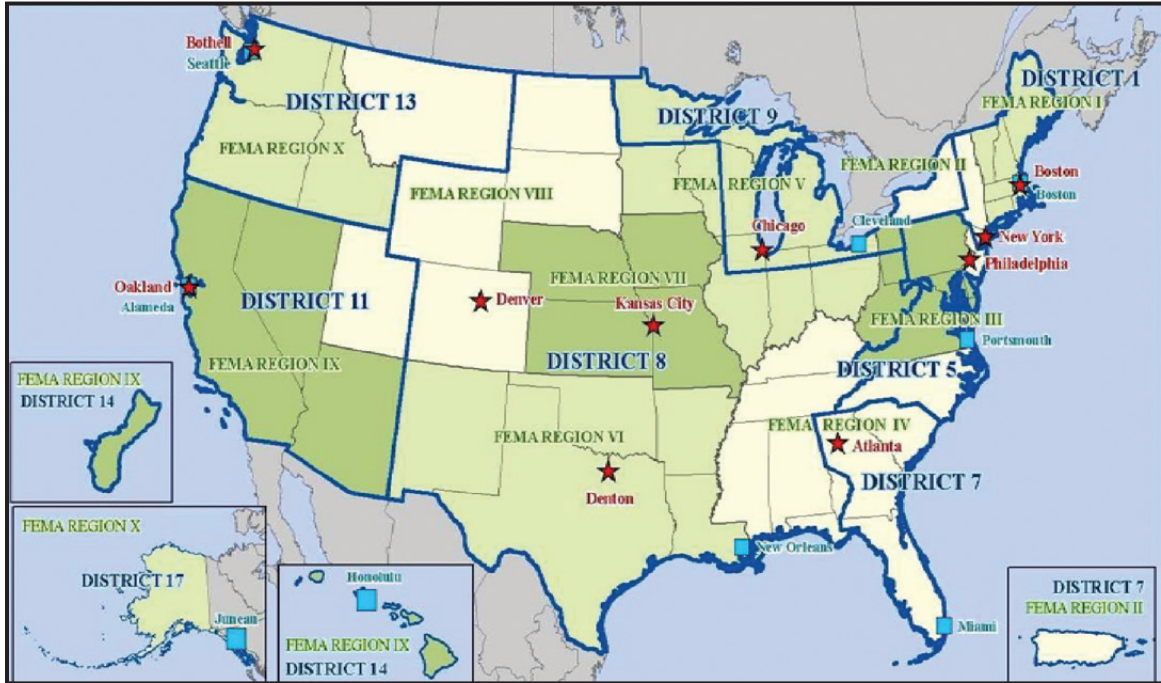 Bothell
Seattle
DISTRICT 13
FEMA REGION X
DISTRICT 9
DISTRICT 1
FEMA REGION I
FEMA REGION II
FEMA REGION VIII
FEMA REGION V
Boston
Boston
Chicago
Cleveland
New York
Philadelphia
Oakland
Alameda
DISTRICT 11
FEMA REGION IX
Denver
FEMA REGION VII
Kansas City
DISTRICT 8
FEMA REGION III
Portsmouth
DISTRICT 5
FEMA REGION IX
DISTRICT 14
FEMA REGION VI
Denton
FEMA REGION IV
Atlanta
DISTRICT 7
New Orleans
Miami
FEMA REGION X
DISTRICT 17
Juneau
Honolulu
FEMA REGION IX
DISTRICT 14
DISTRICT 7
FEMA REGION II